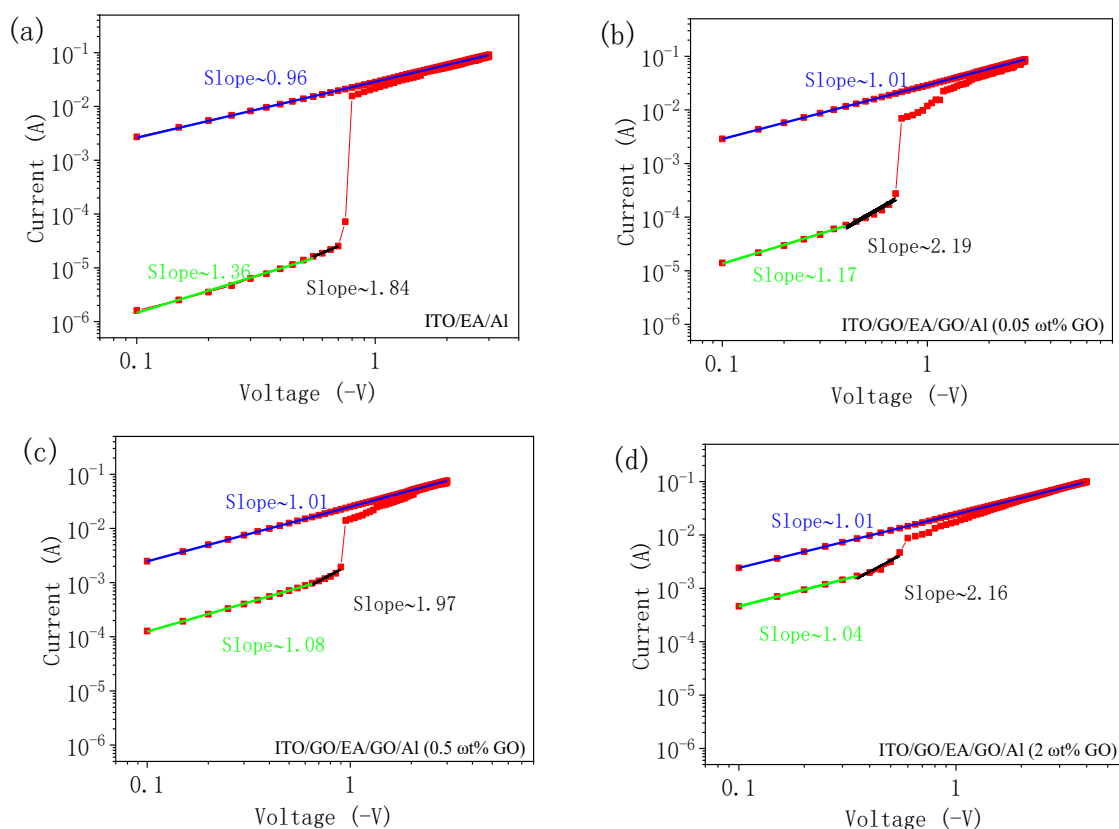 (a)
Current (A)
10⁻¹
10⁻²
10⁻³
10⁻⁴
10⁻⁵
10⁻⁶
Slope~0.96
Slope~1.36
Slope~1.84
ITO/EA/Al
0.1
1
Voltage (-V)
(b)
Current (A)
10⁻¹
10⁻²
10⁻³
10⁻⁴
10⁻⁵
10⁻⁶
Slope~1.01
Slope~2.19
Slope~1.17
ITO/GO/EA/GO/Al (0.05 ωt% GO)
0.1
1
Voltage (-V)
(c)
Current (A)
10⁻¹
10⁻²
10⁻³
10⁻⁴
10⁻⁵
10⁻⁶
Slope~1.01
Slope~1.97
Slope~1.08
ITO/GO/EA/GO/Al (0.5 ωt% GO)
0.1
1
Voltage (-V)
(d)
Current (A)
10⁻¹
10⁻²
10⁻³
10⁻⁴
10⁻⁵
10⁻⁶
Slope~1.01
Slope~2.16
Slope~1.04
ITO/GO/EA/GO/Al (2 ωt% GO)
0.1
1
Voltage (-V)